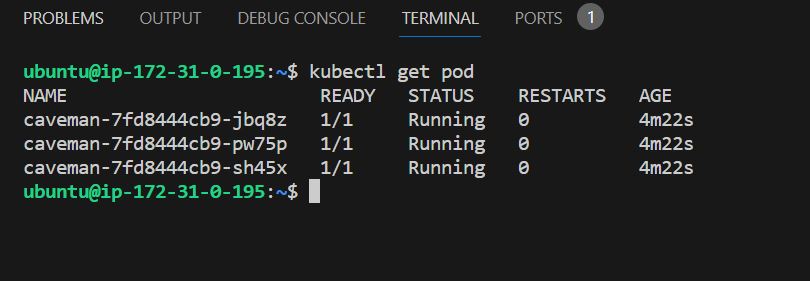 PROBLEMS OUTPUT DEBUG CONSOLE TERMINAL PORTS 1
ubuntu@ip-172-31-0-195:~$ kubectl get pod
NAME READY STATUS RESTARTS AGE
caveman-7fd8444cb9-jbq8z 1/1 Running 0 4m22s
caveman-7fd8444cb9-pw75p 1/1 Running 0 4m22s
caveman-7fd8444cb9-sh45x 1/1 Running 0 4m22s
ubuntu@ip-172-31-0-195:~$